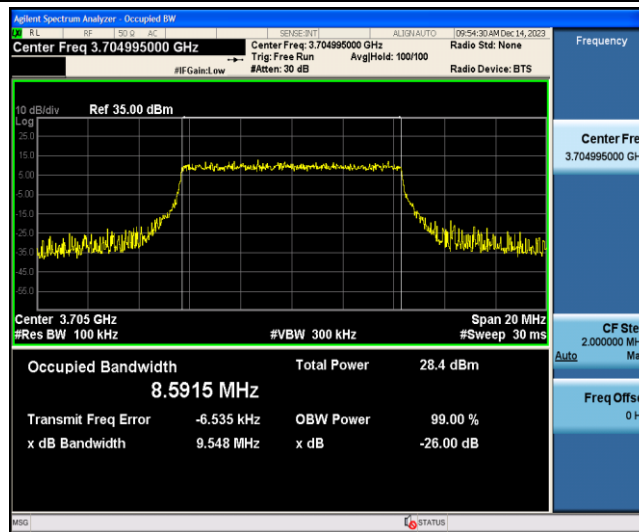 Agilent Spectrum Analyzer - Occupied BW
RL RF 50 Ω AC SENSE:INT ALIGNAUTO 09:54:30 AM Dec 14, 2023
Center Freq 3.704995000 GHz Center Freq: 3.704995000 GHz Radio Std: None Frequency
Trig: Free Run Avg|Hold: 100/100
#IFGain:Low #Atten: 30 dB Radio Device: BTS
10 dB/div Ref 35.00 dBm
Log
25.0
15.0
5.00
-5.00
-15.0
-25.0
-35.0
-45.0
-55.0
Center Fre
3.704995000 GH
Center 3.705 GHz Span 20 MHz
#Res BW 100 kHz #VBW 300 kHz #Sweep 30 ms
CF Ste
2.000000 MH
Auto Ma
Occupied Bandwidth Total Power 28.4 dBm
8.5915 MHz
Transmit Freq Error -6.535 kHz OBW Power 99.00 %
x dB Bandwidth 9.548 MHz x dB -26.00 dB
Freq Offse
0 H
MSG STATUS